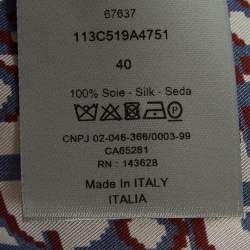 67637
113C519A4751
40
100% Soie - Silk - Seda
CNPJ 02-046-366/0003-99
CA65281
RN : 143628
Made In ITALY
ITALIA